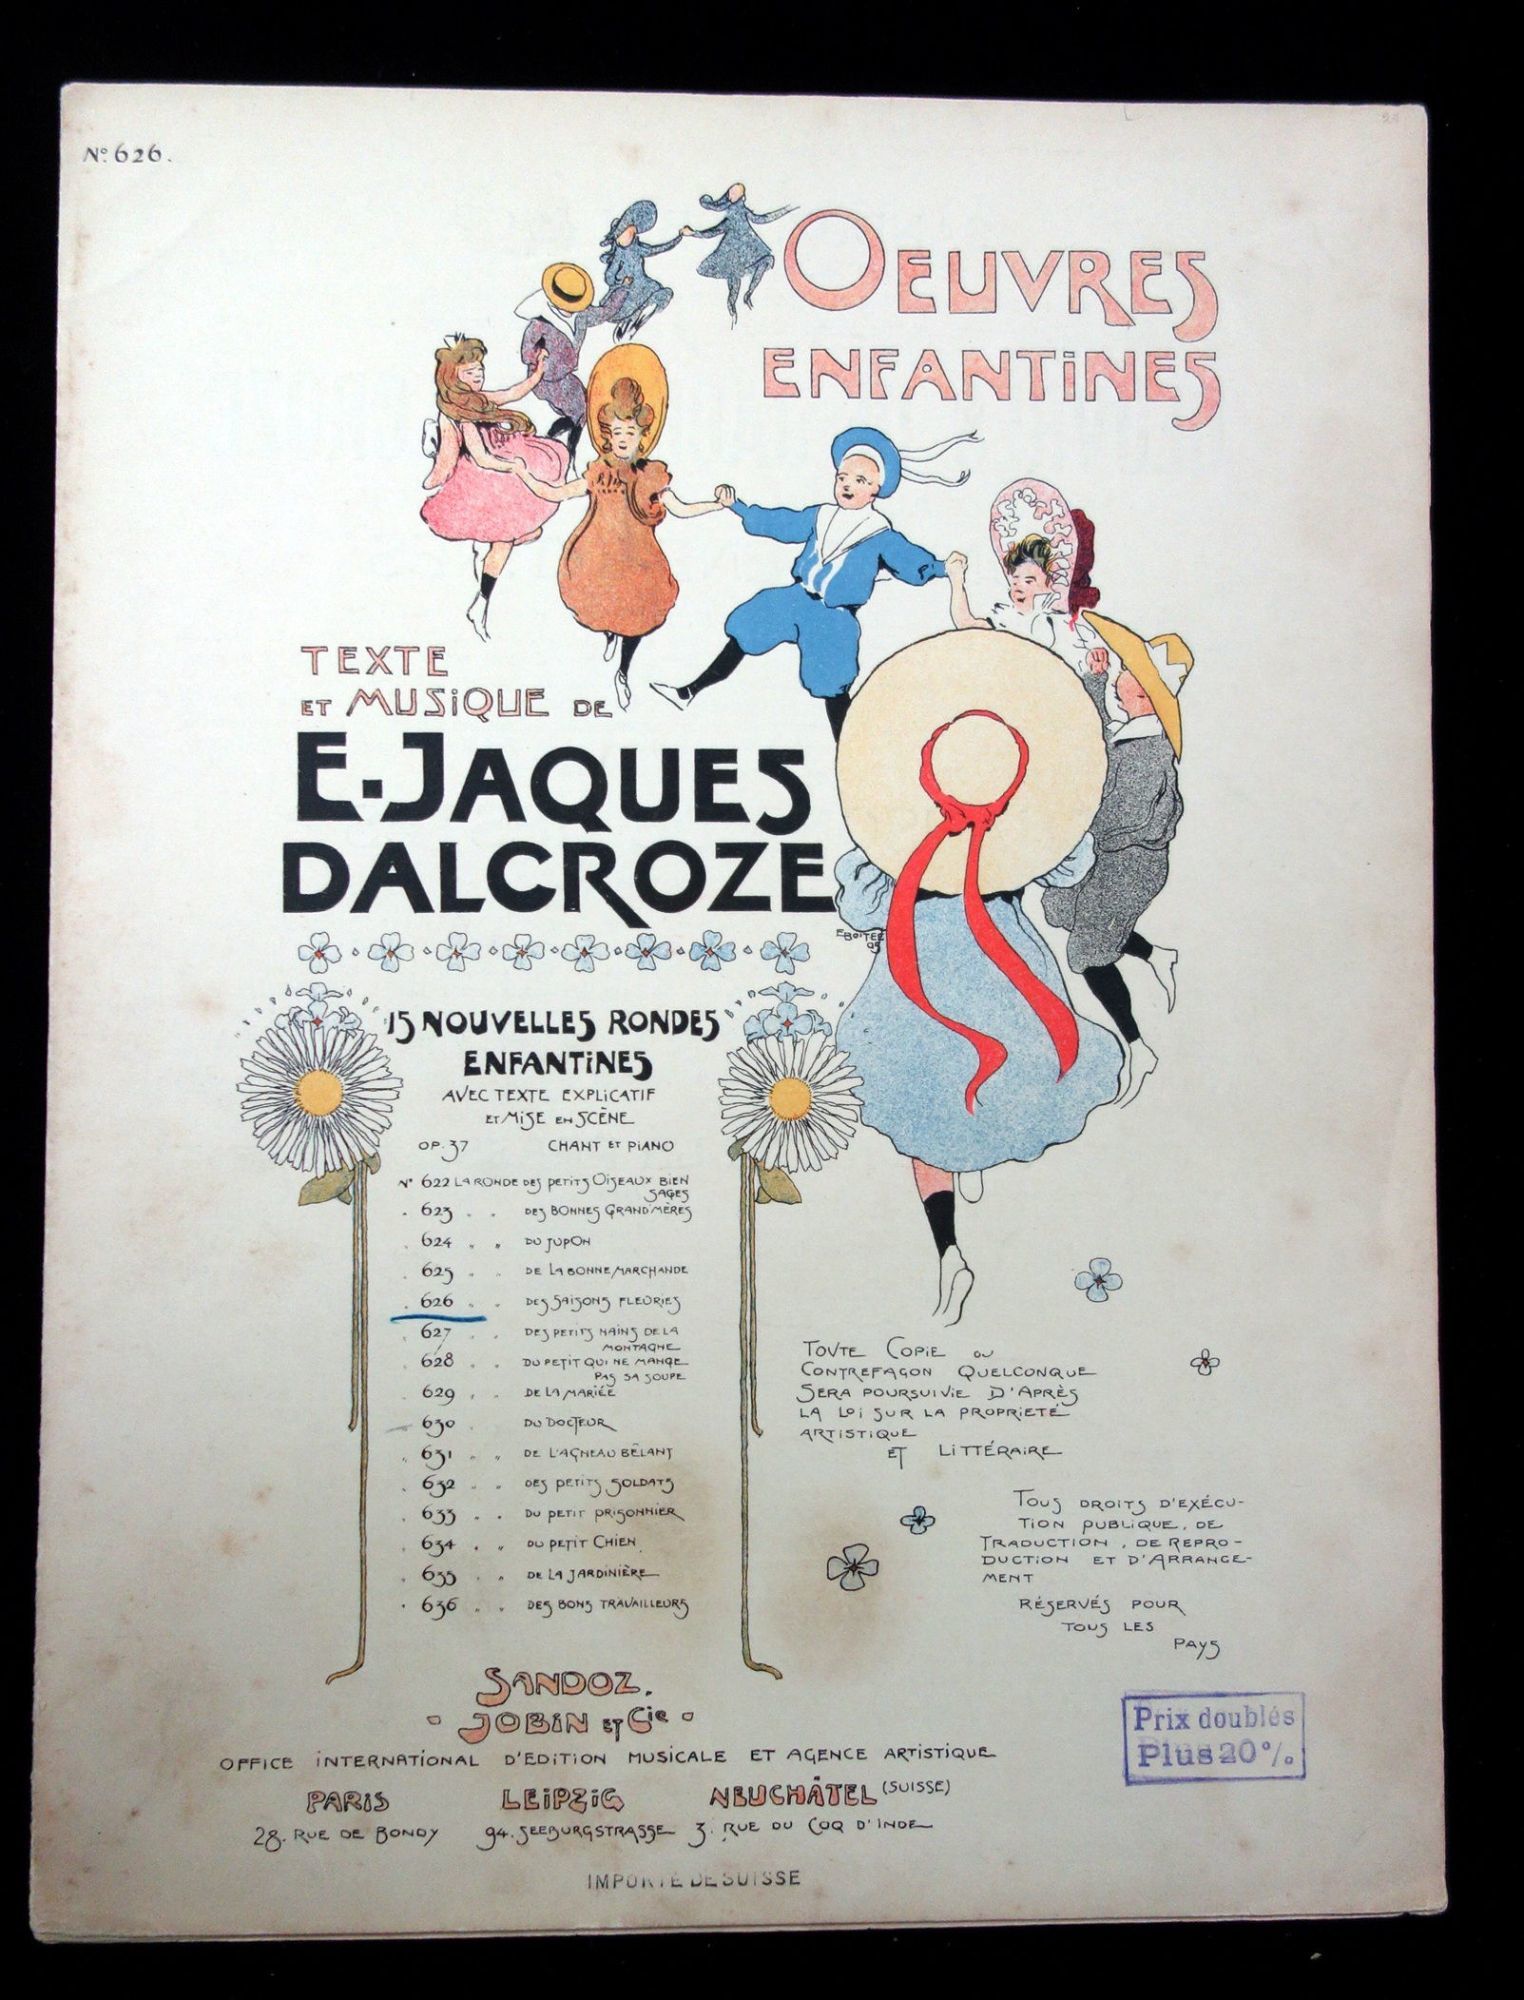 No. 626.
OEUVRES
ENFANTINES
TEXTE
ET MUSIQUE DE
E. JAQUES
DALCROZE
E BOITEL
05
15 NOUVELLES RONDES
ENFANTINES
AVEC TEXTE EXPLICATIF
ET MISE EN SCÈNE
OP. 37 CHANT ET PIANO
No 622 LA RONDE DES PETITS OISEAUX BIEN
SAGES
" 623 " " DES BONNES GRAND'MÈRES
" 624 " " DU JUPON
" 625 " " DE LA BONNE MARCHANDE
" 626 " " DES SAISONS FLEURIES
" 627 " " DES PETITS NAINS DE LA
MONTAGNE
" 628 " " DU PETIT QUI NE MANGE
PAS SA SOUPE
" 629 " " DE LA MARIÉE
630 DU DOCTEUR
" 631 " " DE L'AGNEAU BÊLANT
" 632 " " DES PETITS SOLDATS
" 633 " " DU PETIT PRISONNIER
" 634 " " DU PETIT CHIEN
" 635 " " DE LA JARDINIÈRE
" 636 " " DES BONS TRAVAILLEURS
TOUTE COPIE OU
CONTREFAÇON QUELCONQUE
SERA POURSUIVIE D'APRÈS
LA LOI SUR LA PROPRIETÉ
ARTISTIQUE
ET LITTÉRAIRE
TOUS DROITS D'EXÉCU-
TION PUBLIQUE, DE
TRADUCTION, DE REPRO-
DUCTION ET D'ARRANGE-
MENT
RÉSERVÉS POUR
TOUS LES
PAYS
SANDOZ,
JOBIN ET Cie
OFFICE INTERNATIONAL D'EDITION MUSICALE ET AGENCE ARTISTIQUE
PARIS LEIPZIG NEUCHÂTEL (SUISSE)
28. RUE DE BONDY 94. SEEBURGSTRASSE 3. RUE DU COQ D'INDE
Prix doublés
Plus 20%
IMPORTÉ DE SUISSE